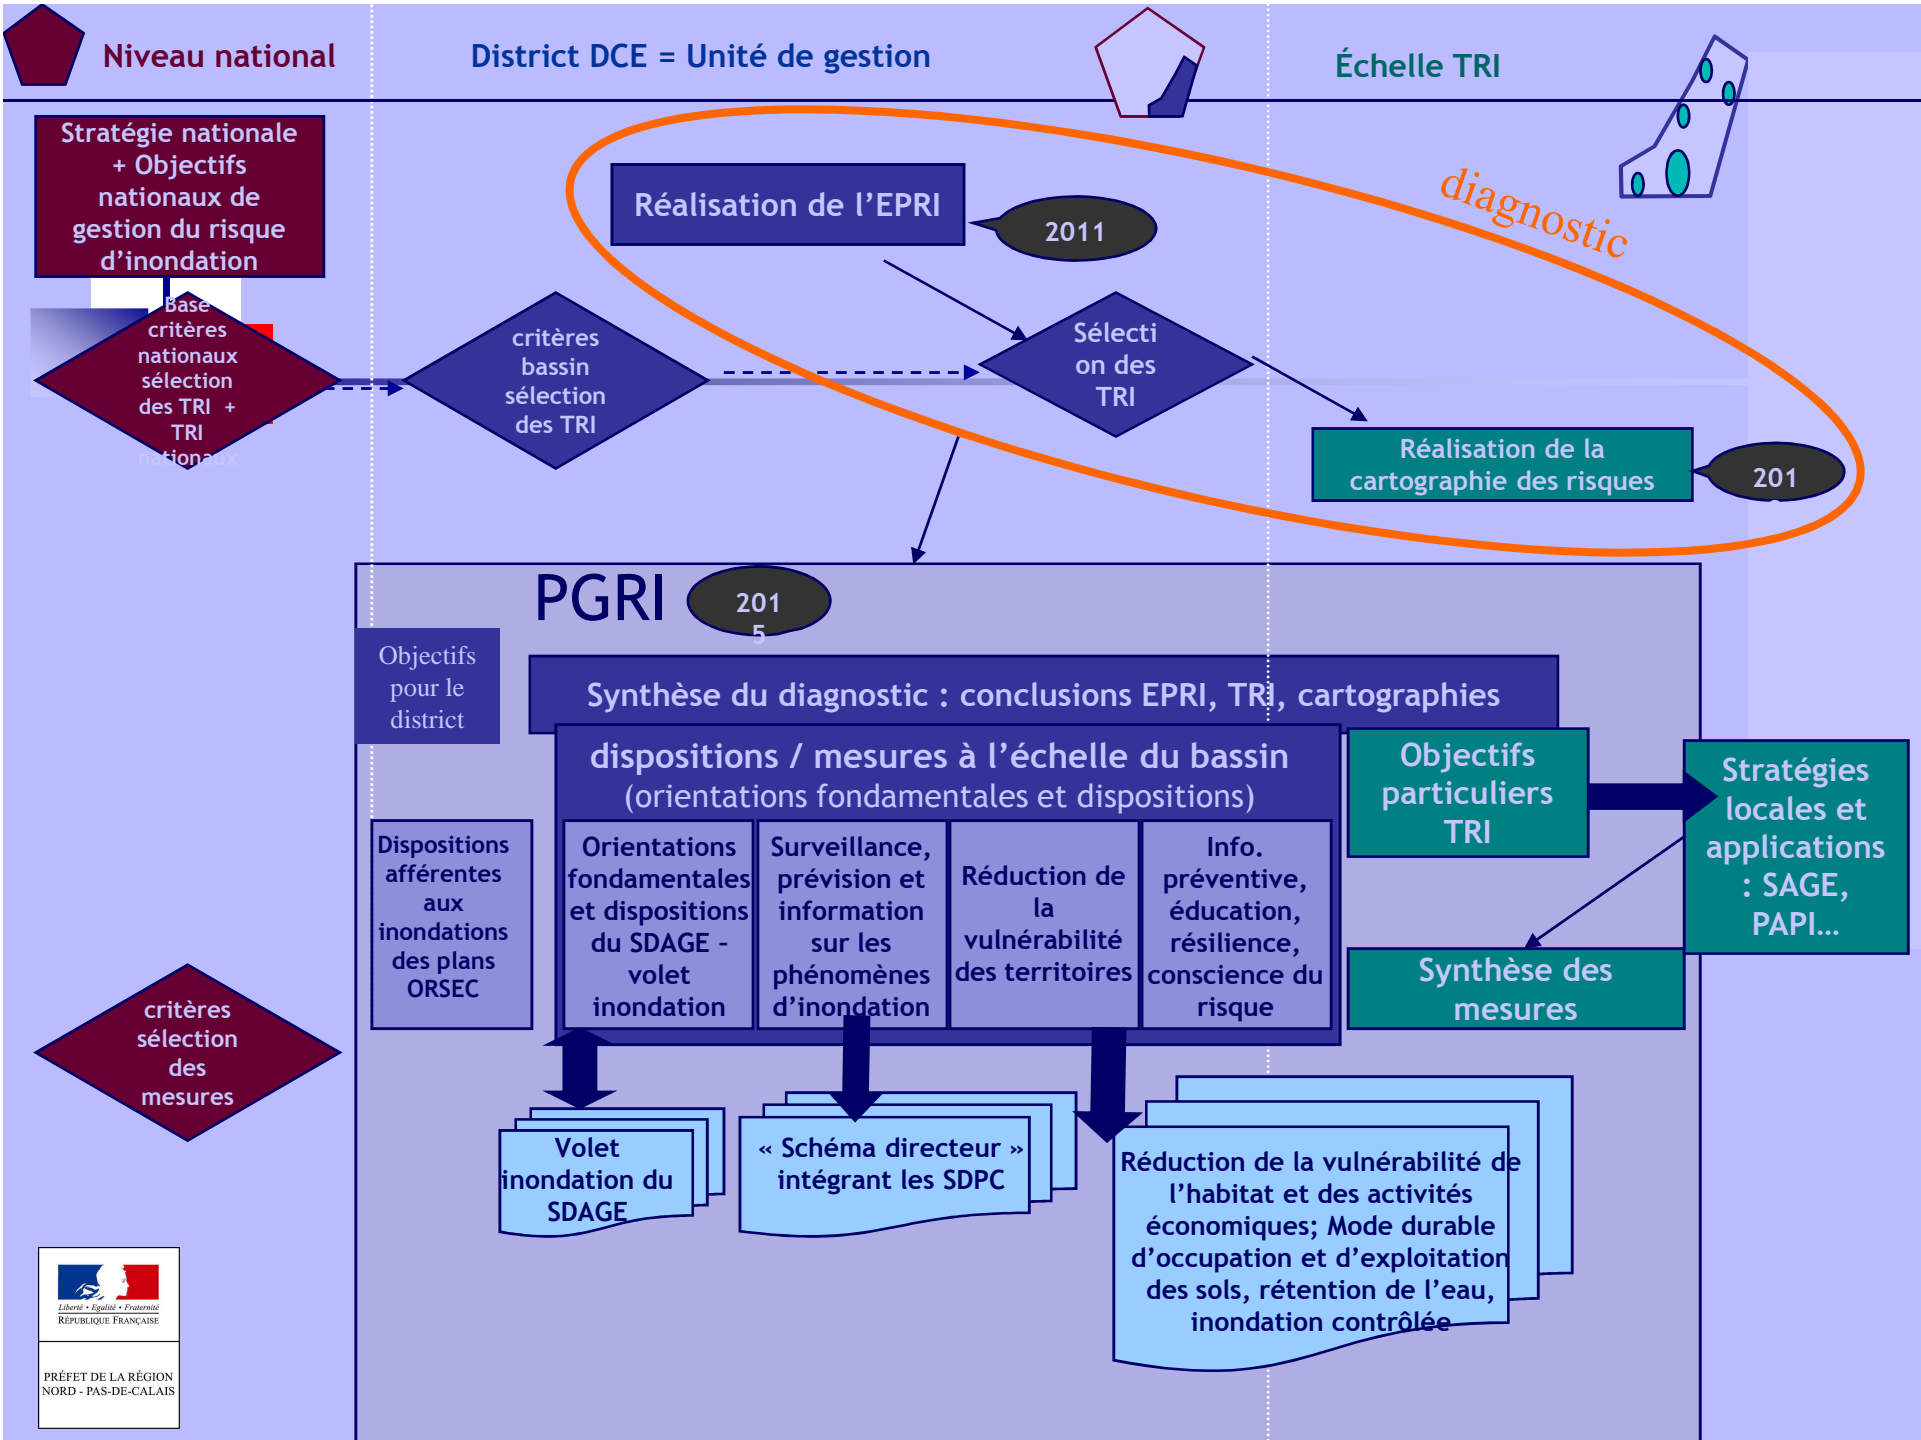 Niveau national
District DCE = Unité de gestion
Échelle TRI
Stratégie nationale
+ Objectifs
nationaux de
gestion du risque
d’inondation
Réalisation de l’EPRI
2011
diagnostic
Base
critères
nationaux
sélection
des TRI +
TRI
nationaux
critères
bassin
sélection
des TRI
Sélecti
on des
TRI
Réalisation de la
cartographie des risques
201
PGRI
201
5
Objectifs
pour le
district
Synthèse du diagnostic : conclusions EPRI, TRI, cartographies
dispositions / mesures à l’échelle du bassin
(orientations fondamentales et dispositions)
Objectifs
particuliers
TRI
Stratégies
locales et
applications
: SAGE,
PAPI…
Dispositions
afférentes
aux
inondations
des plans
ORSEC
Orientations
fondamentales
et dispositions
du SDAGE –
volet
inondation
Surveillance,
prévision et
information
sur les
phénomènes
d’inondation
Réduction de
la
vulnérabilité
des territoires
Info.
préventive,
éducation,
résilience,
conscience du
risque
Synthèse des
mesures
critères
sélection
des
mesures
Volet
inondation du
SDAGE
« Schéma directeur »
intégrant les SDPC
Réduction de la vulnérabilité de
l’habitat et des activités
économiques; Mode durable
d’occupation et d’exploitation
des sols, rétention de l’eau,
inondation contrôlée
Liberté • Egalité • Fraternité
RÉPUBLIQUE FRANÇAISE
PRÉFET DE LA RÉGION
NORD - PAS-DE-CALAIS